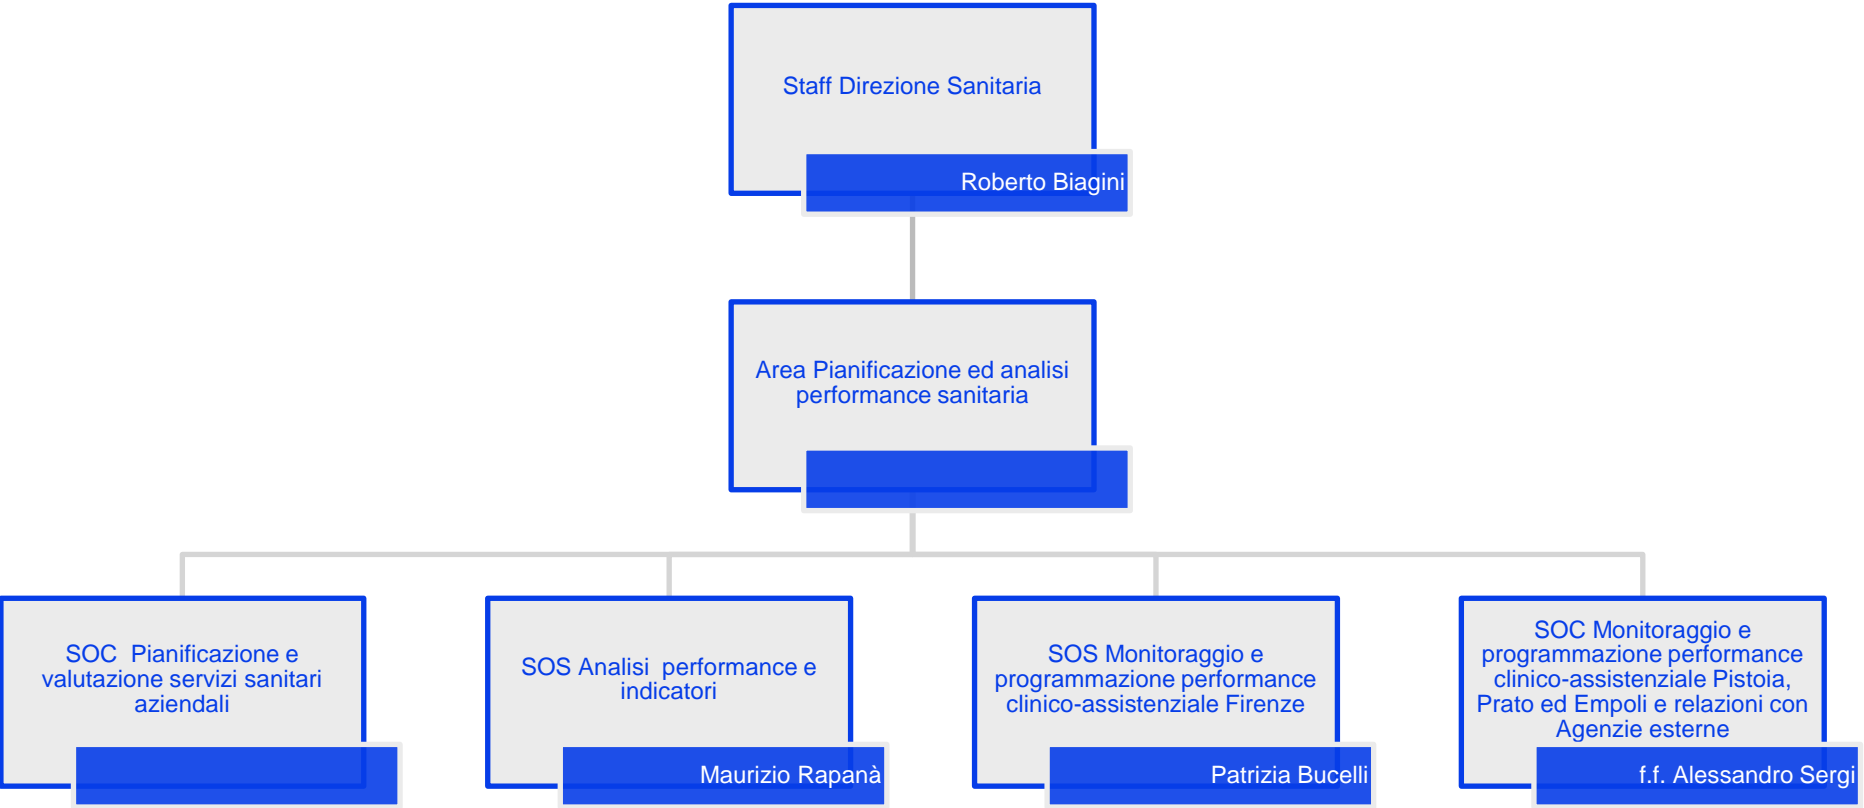 Staff Direzione Sanitaria
Roberto Biagini
Area Pianificazione ed analisi
performance sanitaria
SOC  Pianificazione e
valutazione servizi sanitari
aziendali
SOS Analisi  performance e
indicatori
Maurizio Rapanà
SOS Monitoraggio e
programmazione performance
clinico-assistenziale Firenze
Patrizia Bucelli
SOC Monitoraggio e
programmazione performance
clinico-assistenziale Pistoia,
Prato ed Empoli e relazioni con
Agenzie esterne
f.f. Alessandro Sergi